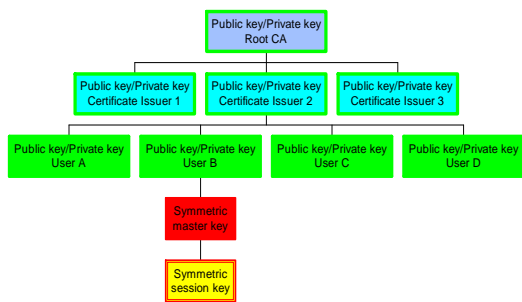 Public key/Private key
Root CA
Public key/Private key
Certificate Issuer 1
Public key/Private key
Certificate Issuer 2
Public key/Private key
Certificate Issuer 3
Public key/Private key
User A
Public key/Private key
User B
Public key/Private key
User C
Public key/Private key
User D
Symmetric
master key
Symmetric
session key